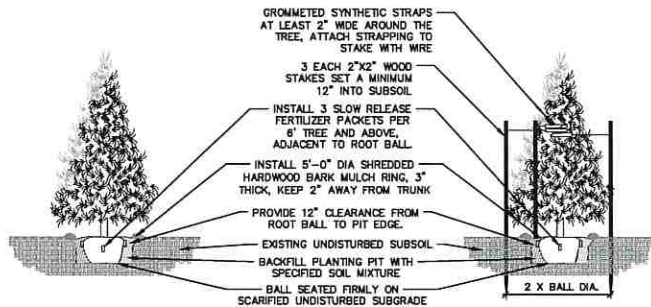 GROMMETED SYNTHETIC STRAPS
AT LEAST 2" WIDE AROUND THE
TREE, ATTACH STRAPPING TO
STAKE WITH WIRE
3 EACH 2"X2" WOOD
STAKES SET A MINIMUM
12" INTO SUBSOIL
INSTALL 3 SLOW RELEASE
FERTILIZER PACKETS PER
6' TREE AND ABOVE,
ADJACENT TO ROOT BALL.
INSTALL 5'-0" DIA SHREDDED
HARDWOOD BARK MULCH RING, 3"
THICK, KEEP 2" AWAY FROM TRUNK
PROVIDE 12" CLEARANCE FROM
ROOT BALL TO PIT EDGE.
EXISTING UNDISTURBED SUBSOIL
BACKFILL PLANTING PIT WITH
SPECIFIED SOIL MIXTURE
BALL SEATED FIRMLY ON
SCARIFIED UNDISTURBED SUBGRADE
2 X BALL DIA.